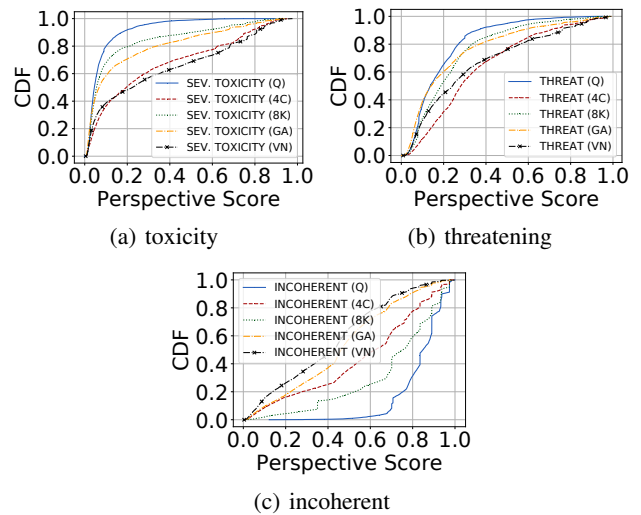 1.0
0.8
0.6
0.4
0.2
0.0
CDF
SEV. TOXICITY (Q)
SEV. TOXICITY (4C)
SEV. TOXICITY (8K)
SEV. TOXICITY (GA)
SEV. TOXICITY (VN)
0.0 0.2 0.4 0.6 0.8 1.0
Perspective Score
(a) toxicity
1.0
0.8
0.6
0.4
0.2
0.0
CDF
THREAT (Q)
THREAT (4C)
THREAT (8K)
THREAT (GA)
THREAT (VN)
0.0 0.2 0.4 0.6 0.8 1.0
Perspective Score
(b) threatening
1.0
0.8
0.6
0.4
0.2
0.0
CDF
INCOHERENT (Q)
INCOHERENT (4C)
INCOHERENT (8K)
INCOHERENT (GA)
INCOHERENT (VN)
0.0 0.2 0.4 0.6 0.8 1.0
Perspective Score
(c) incoherent